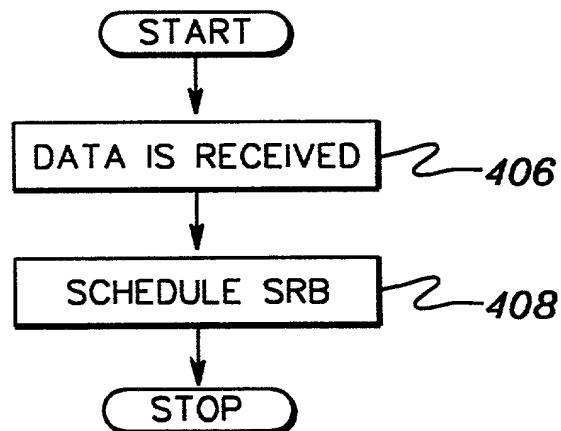 START
DATA IS RECEIVED
406
SCHEDULE SRB
408
STOP